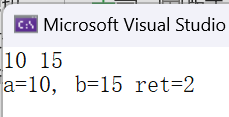 Microsoft Visual Studio
10 15
a=10, b=15 ret=2